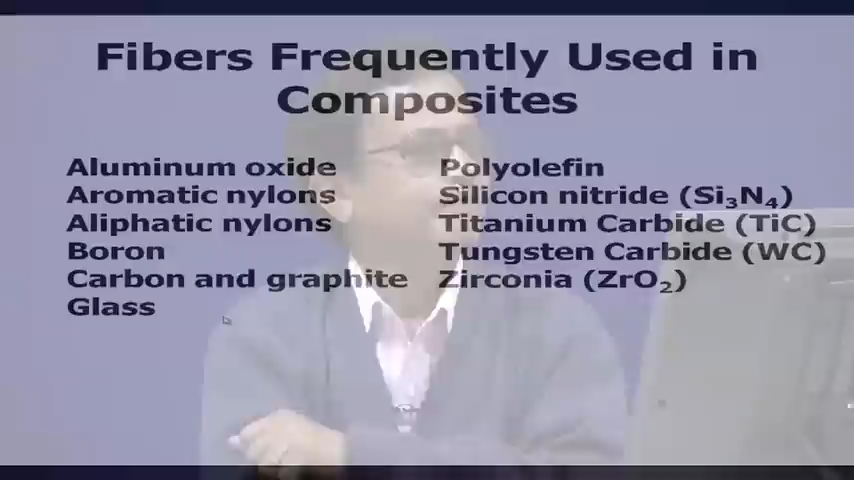 Fibers Frequently Used in
Composites
Aluminum oxide
Aromatic nylons
Aliphatic nylons
Boron
Carbon and graphite
Glass
Polyolefin
Silicon nitride (Si₃N₄)
Titanium Carbide (TiC)
Tungsten Carbide (WC)
Zirconia (ZrO₂)